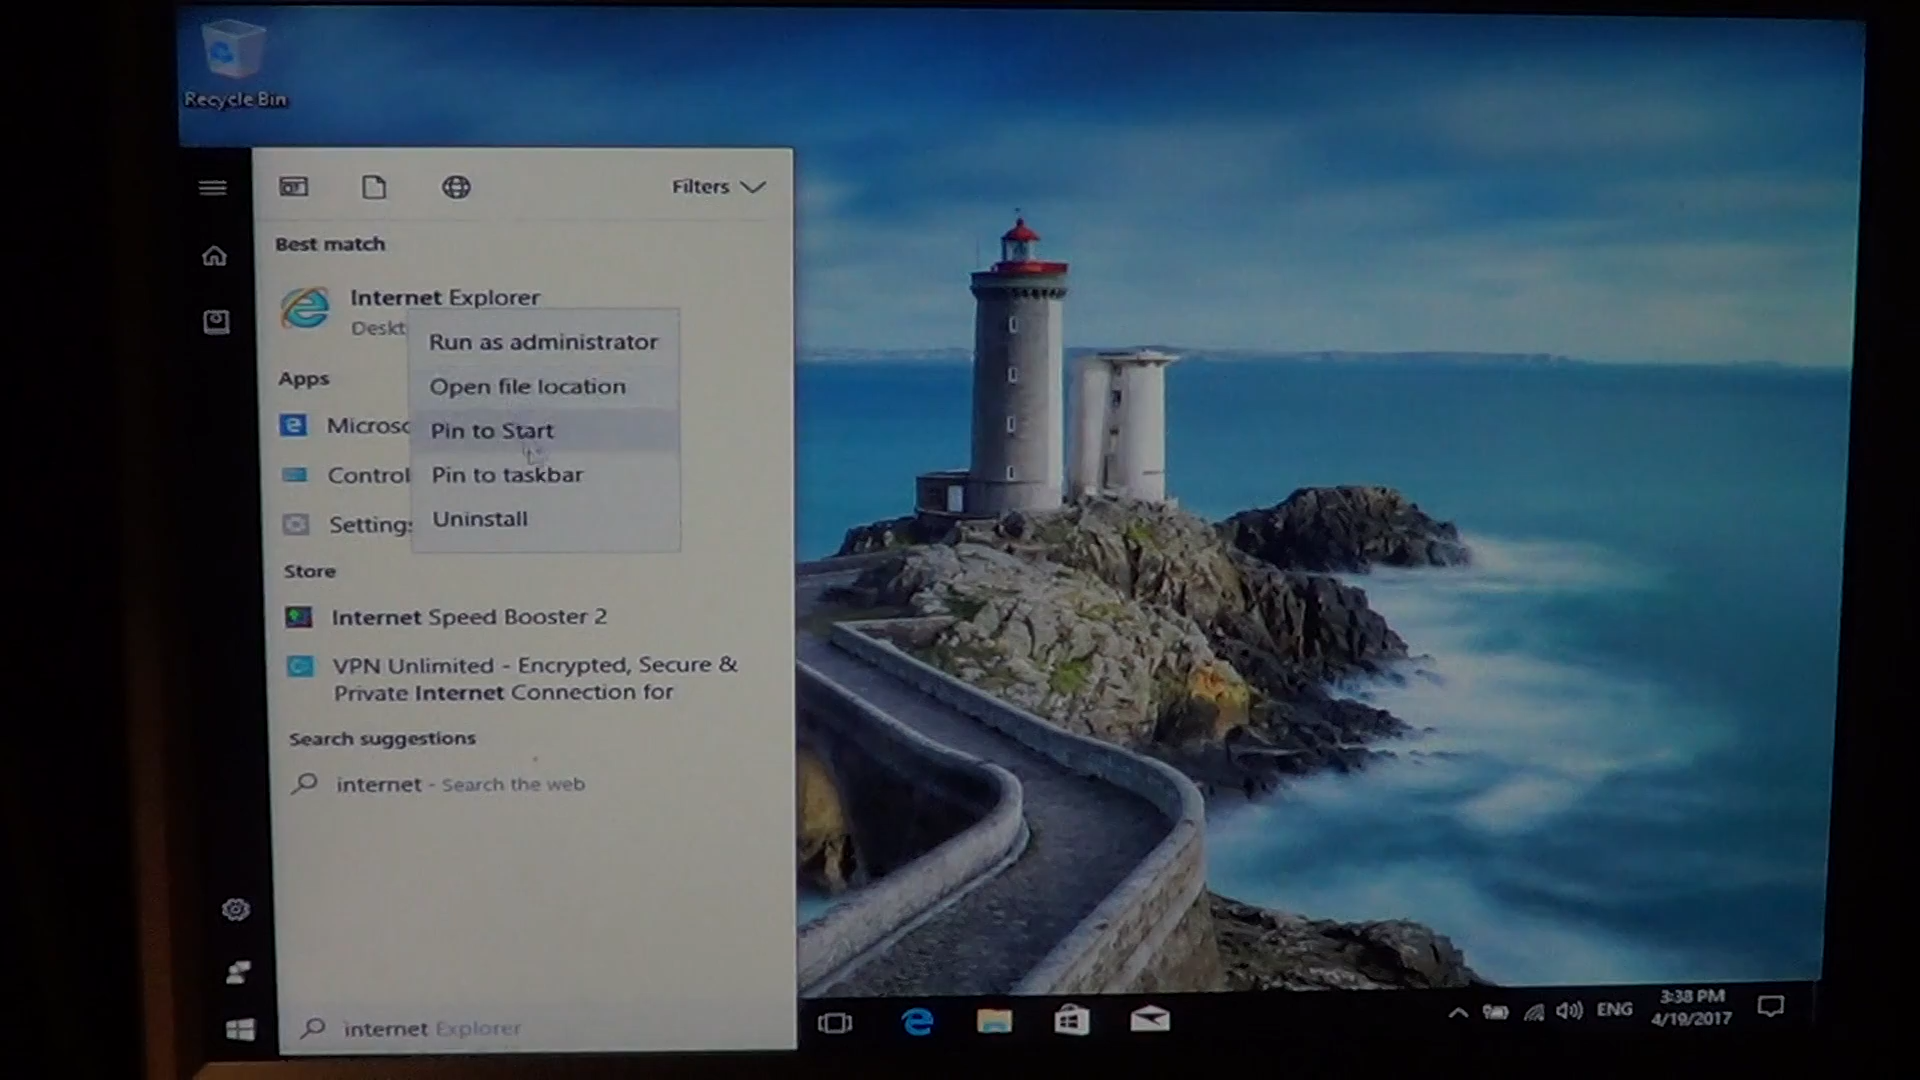 Recycle Bin
Filters
Best match
Internet Explorer
Deskt
Run as administrator
Open file location
Apps
Microsc
Pin to Start
Control
Pin to taskbar
Settings
Uninstall
Store
Internet Speed Booster 2
VPN Unlimited - Encrypted, Secure &
Private Internet Connection for
Search suggestions
internet - Search the web
internet Explorer
ENG
3:38 PM
4/19/2017